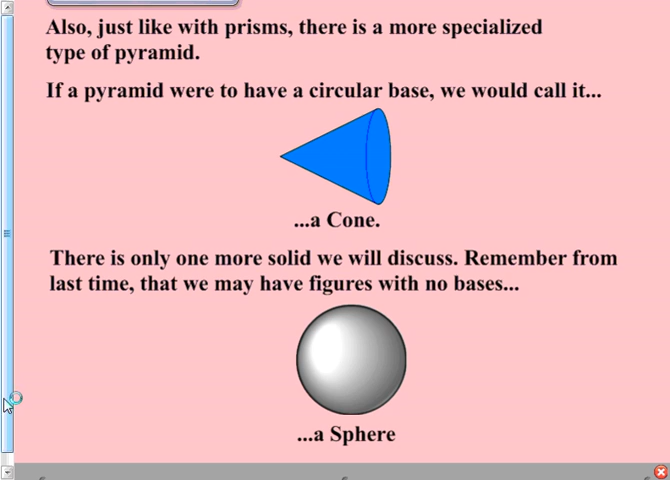 Also, just like with prisms, there is a more specialized
type of pyramid.
If a pyramid were to have a circular base, we would call it...
...a Cone.
There is only one more solid we will discuss. Remember from
last time, that we may have figures with no bases...
...a Sphere